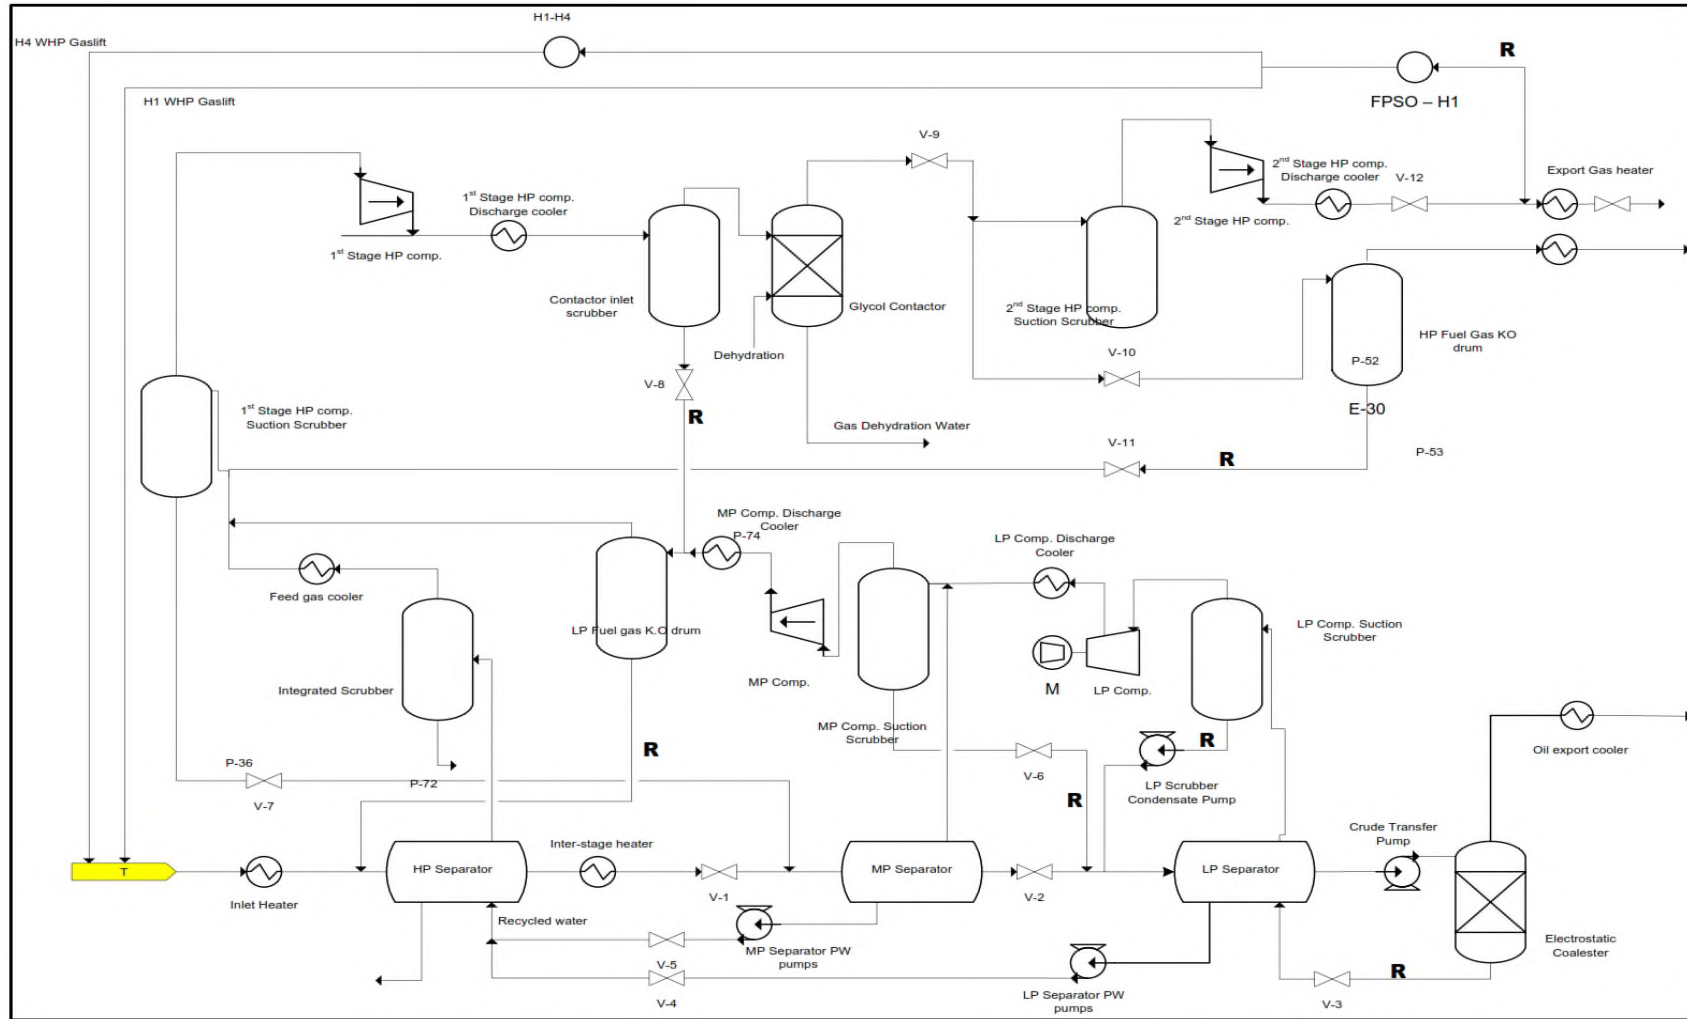 H1-H4
H4 WHP Gaslift
R
H1 WHP Gaslift
FPSO – H1
V-9
1st Stage HP comp.
Discharge cooler
2nd Stage HP comp.
Discharge cooler
V-12
Export Gas heater
1st Stage HP comp.
2nd Stage HP comp.
Contactor inlet
scrubber
Glycol Contactor
2nd Stage HP comp.
Suction Scrubber
HP Fuel Gas KO
drum
Dehydration
V-8
V-10
P-52
E-30
1st Stage HP comp.
Suction Scrubber
R
Gas Dehydration Water
V-11
R
P-53
MP Comp. Discharge
Cooler
P-74
LP Comp. Discharge
Cooler
Feed gas cooler
LP Fuel gas K.O drum
LP Comp. Suction
Scrubber
Integrated Scrubber
MP Comp.
M
LP Comp.
MP Comp. Suction
Scrubber
R
R
Oil export cooler
P-36
P-72
V-7
V-6
R
LP Scrubber
Condensate Pump
Inter-stage heater
Crude Transfer
Pump
T
HP Separator
MP Separator
LP Separator
Inlet Heater
V-1
V-2
Recycled water
MP Separator PW
pumps
V-5
Electrostatic
Coalester
R
V-4
LP Separator PW
pumps
V-3